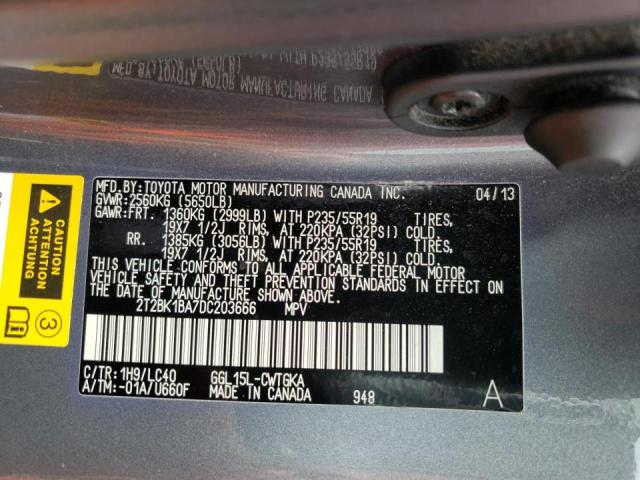 MFD.BY:TOYOTA MOTOR MANUFACTURING CANADA INC. 04/13
GVWR:2560KG (5650LB)
GAWR:FRT. 1360KG (2999LB) WITH P235/55R19 TIRES,
19X7 1/2J RIMS, AT 220KPA (32PSI) COLD.
RR. 1385KG (3056LB) WITH P235/55R19 TIRES,
19X7 1/2J RIMS, AT 220KPA (32PSI) COLD.
THIS VEHICLE CONFORMS TO ALL APPLICABLE FEDERAL MOTOR
VEHICLE SAFETY AND THEFT PREVENTION STANDARDS IN EFFECT
ON THE DATE OF MANUFACTURE SHOWN ABOVE.
2T2BK1BA7DC203666 MPV
C/TR:1H9/LC40 GGL15L-CWTGKA
A/TM:-01A/U660F MADE IN CANADA 948 A
CAUTION
ATTENTION
ACHTUNG
3